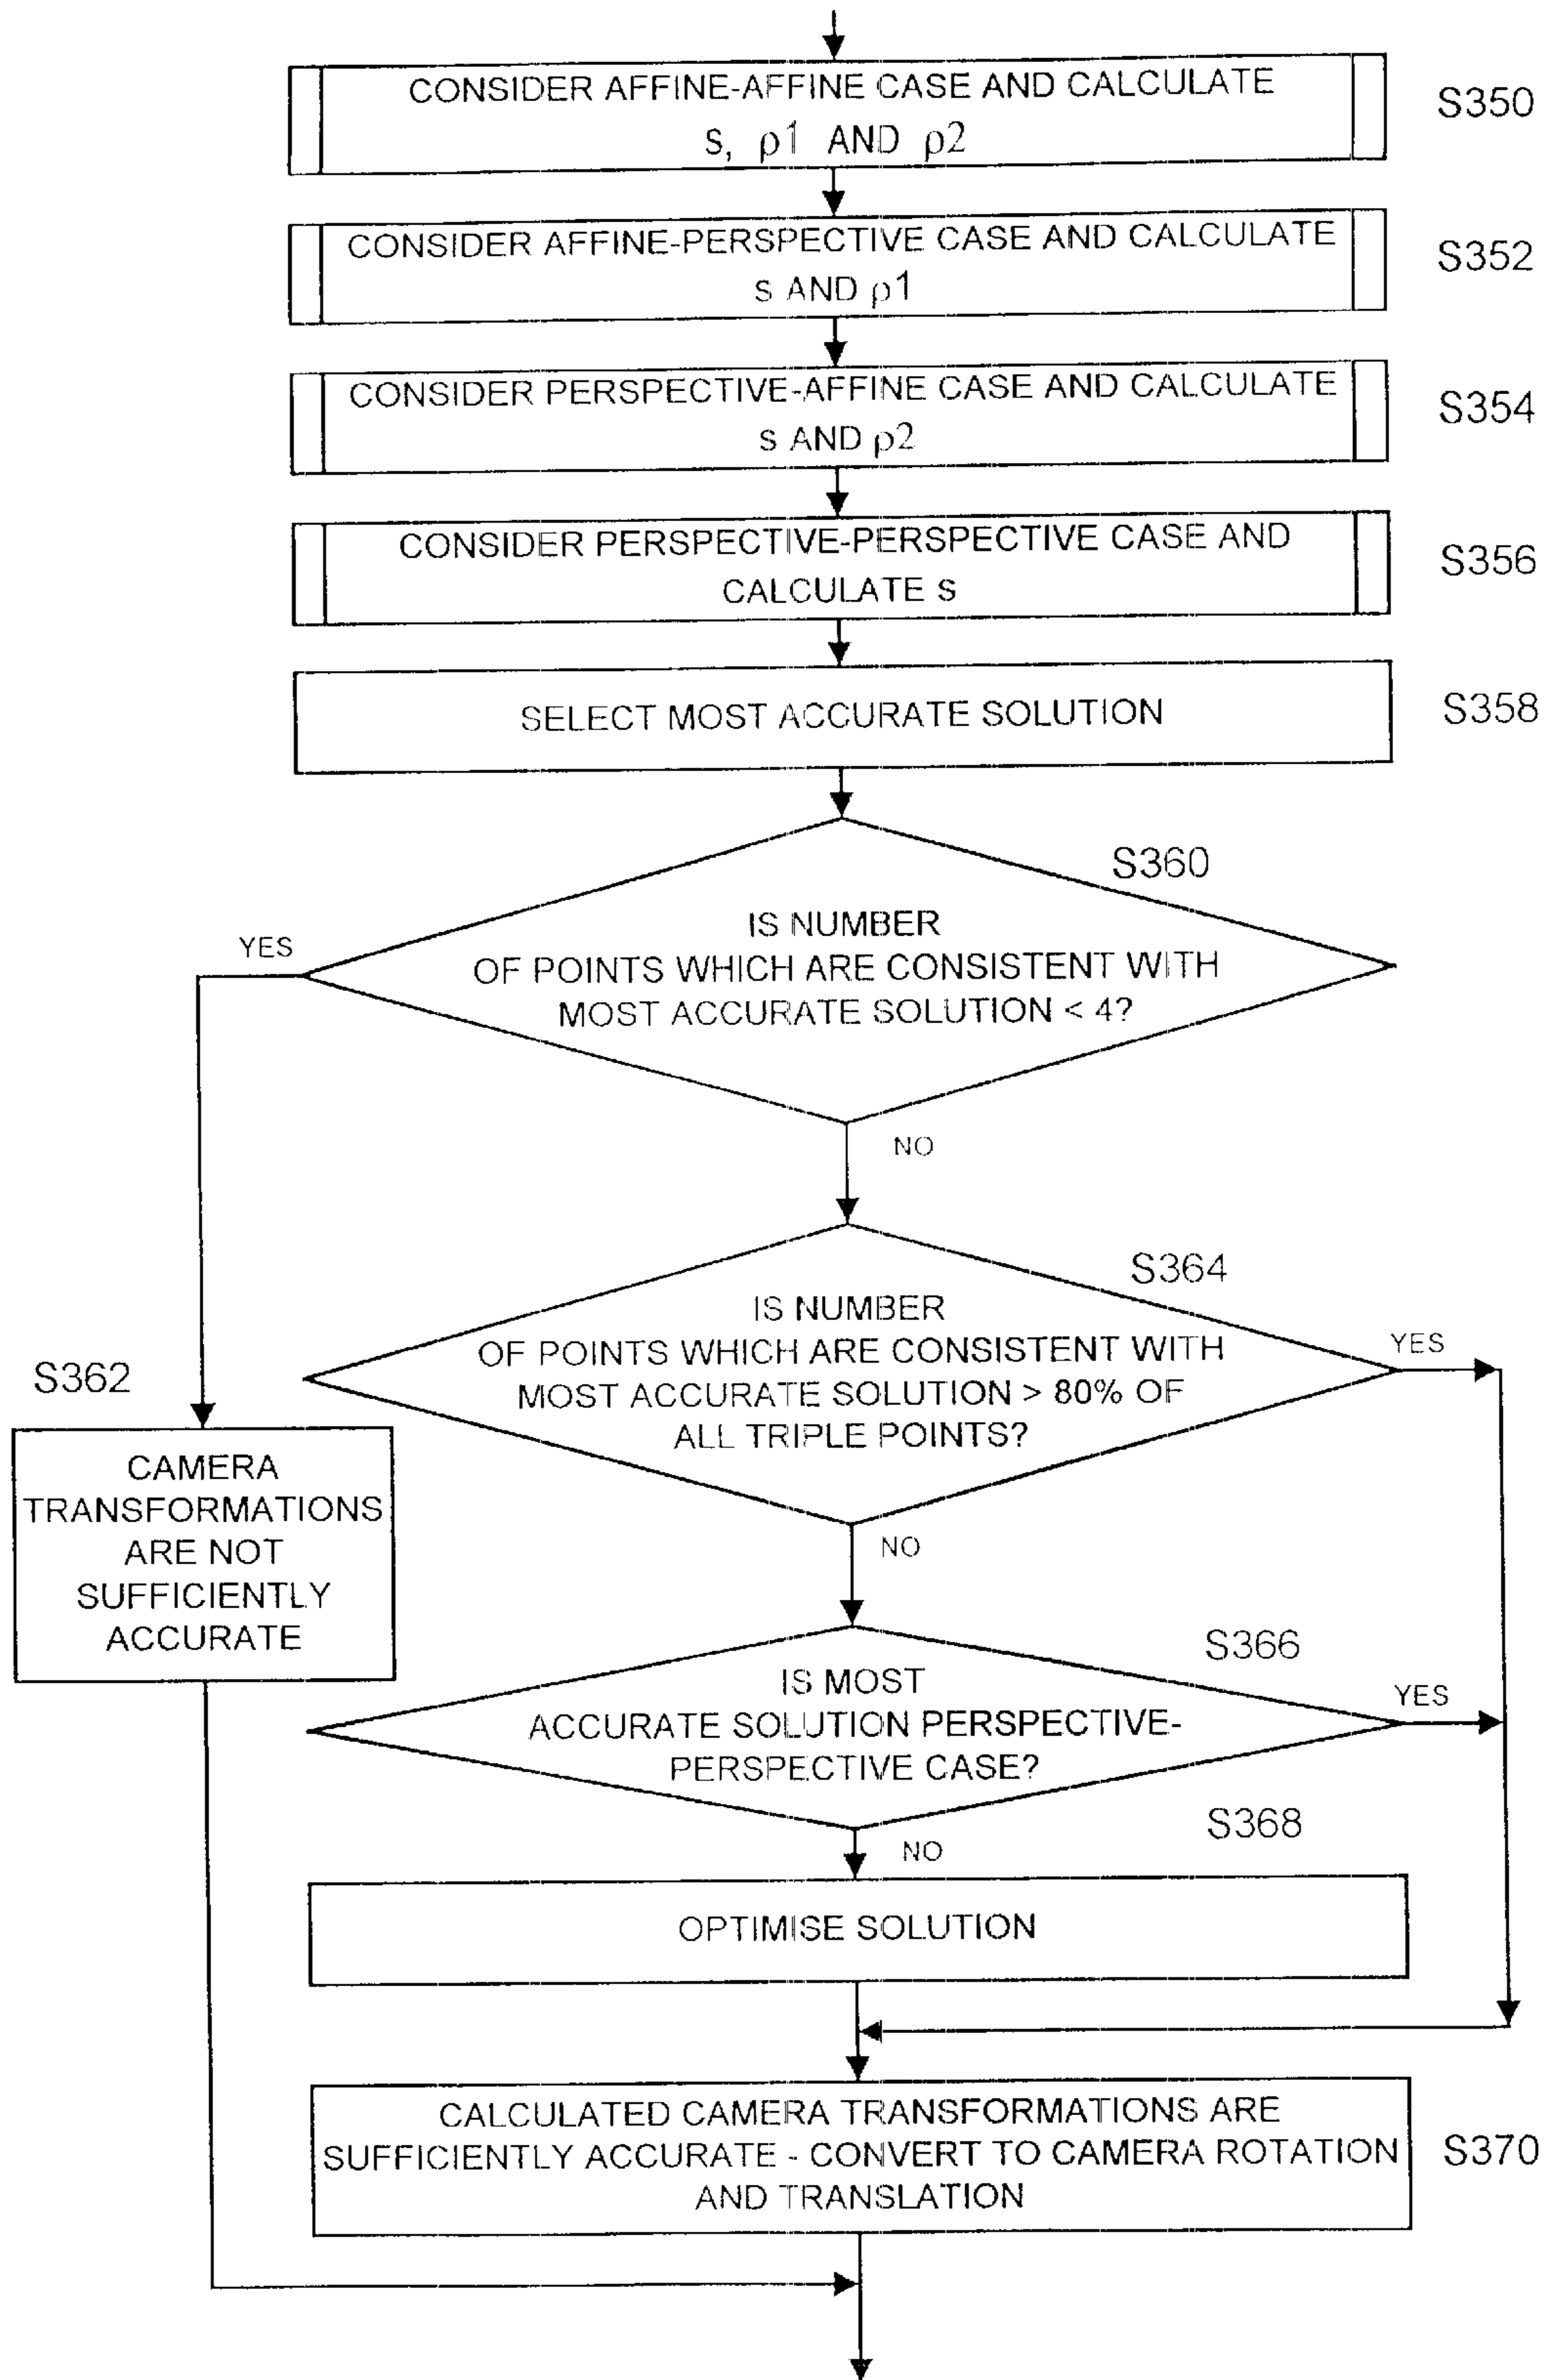 CONSIDER AFFINE-AFFINE CASE AND CALCULATE
s, ρ1 AND ρ2
S350
CONSIDER AFFINE-PERSPECTIVE CASE AND CALCULATE
s AND ρ1
S352
CONSIDER PERSPECTIVE-AFFINE CASE AND CALCULATE
s AND ρ2
S354
CONSIDER PERSPECTIVE-PERSPECTIVE CASE AND
CALCULATE s
S356
SELECT MOST ACCURATE SOLUTION
S358
S360
IS NUMBER
OF POINTS WHICH ARE CONSISTENT WITH
MOST ACCURATE SOLUTION < 4?
YES
NO
S364
IS NUMBER
OF POINTS WHICH ARE CONSISTENT WITH
MOST ACCURATE SOLUTION > 80% OF
ALL TRIPLE POINTS?
YES
NO
S362
CAMERA
TRANSFORMATIONS
ARE NOT
SUFFICIENTLY
ACCURATE
S366
IS MOST
ACCURATE SOLUTION PERSPECTIVE-
PERSPECTIVE CASE?
YES
NO
S368
OPTIMISE SOLUTION
CALCULATED CAMERA TRANSFORMATIONS ARE
SUFFICIENTLY ACCURATE - CONVERT TO CAMERA ROTATION
AND TRANSLATION
S370